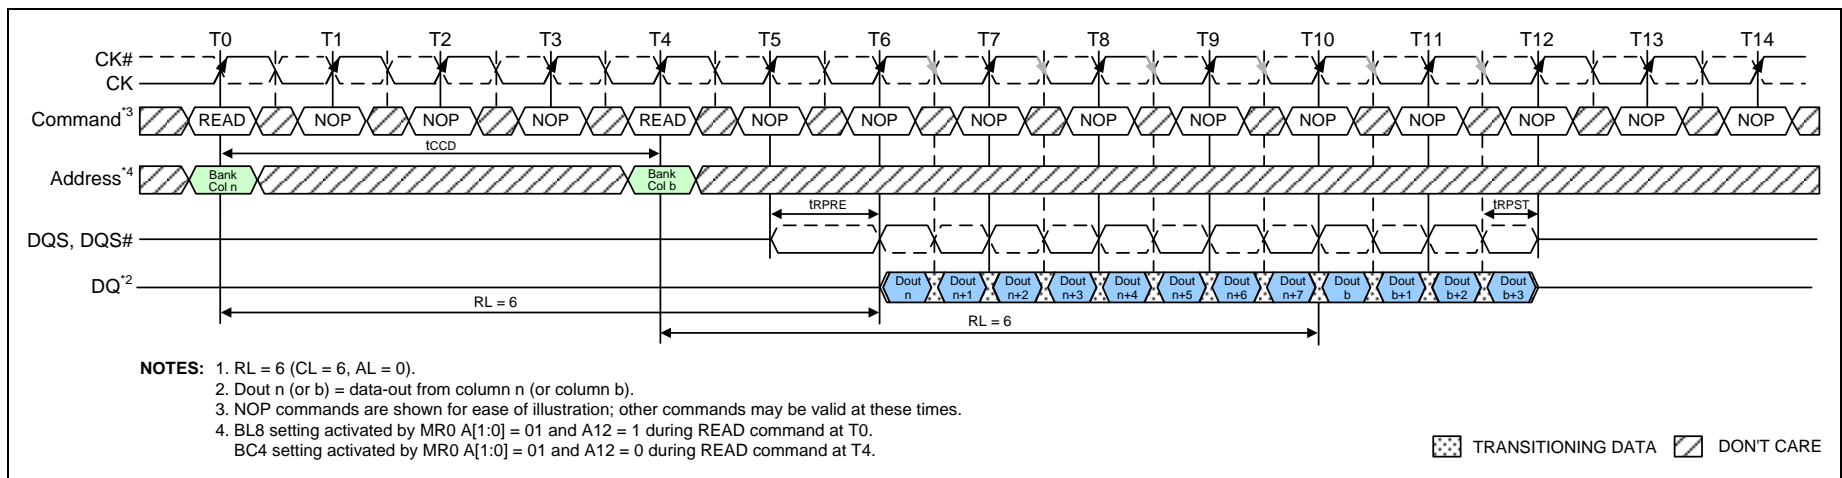 T0 T1 T2 T3 T4 T5 T6 T7 T8 T9 T10 T11 T12 T13 T14
CK#
CK
Command*3 READ NOP NOP NOP READ NOP NOP NOP NOP NOP NOP NOP NOP NOP NOP
tCCD
Address*4 Bank Col n Bank Col b
tRPRE tRPST
DQS, DQS#
DQ*2 Dout n Dout n+1 Dout n+2 Dout n+3 Dout n+4 Dout n+5 Dout n+6 Dout n+7 Dout b Dout b+1 Dout b+2 Dout b+3
RL = 6
RL = 6
NOTES: 1. RL = 6 (CL = 6, AL = 0).
2. Dout n (or b) = data-out from column n (or column b).
3. NOP commands are shown for ease of illustration; other commands may be valid at these times.
4. BL8 setting activated by MR0 A[1:0] = 01 and A12 = 1 during READ command at T0.
BC4 setting activated by MR0 A[1:0] = 01 and A12 = 0 during READ command at T4.
TRANSITIONING DATA DON'T CARE